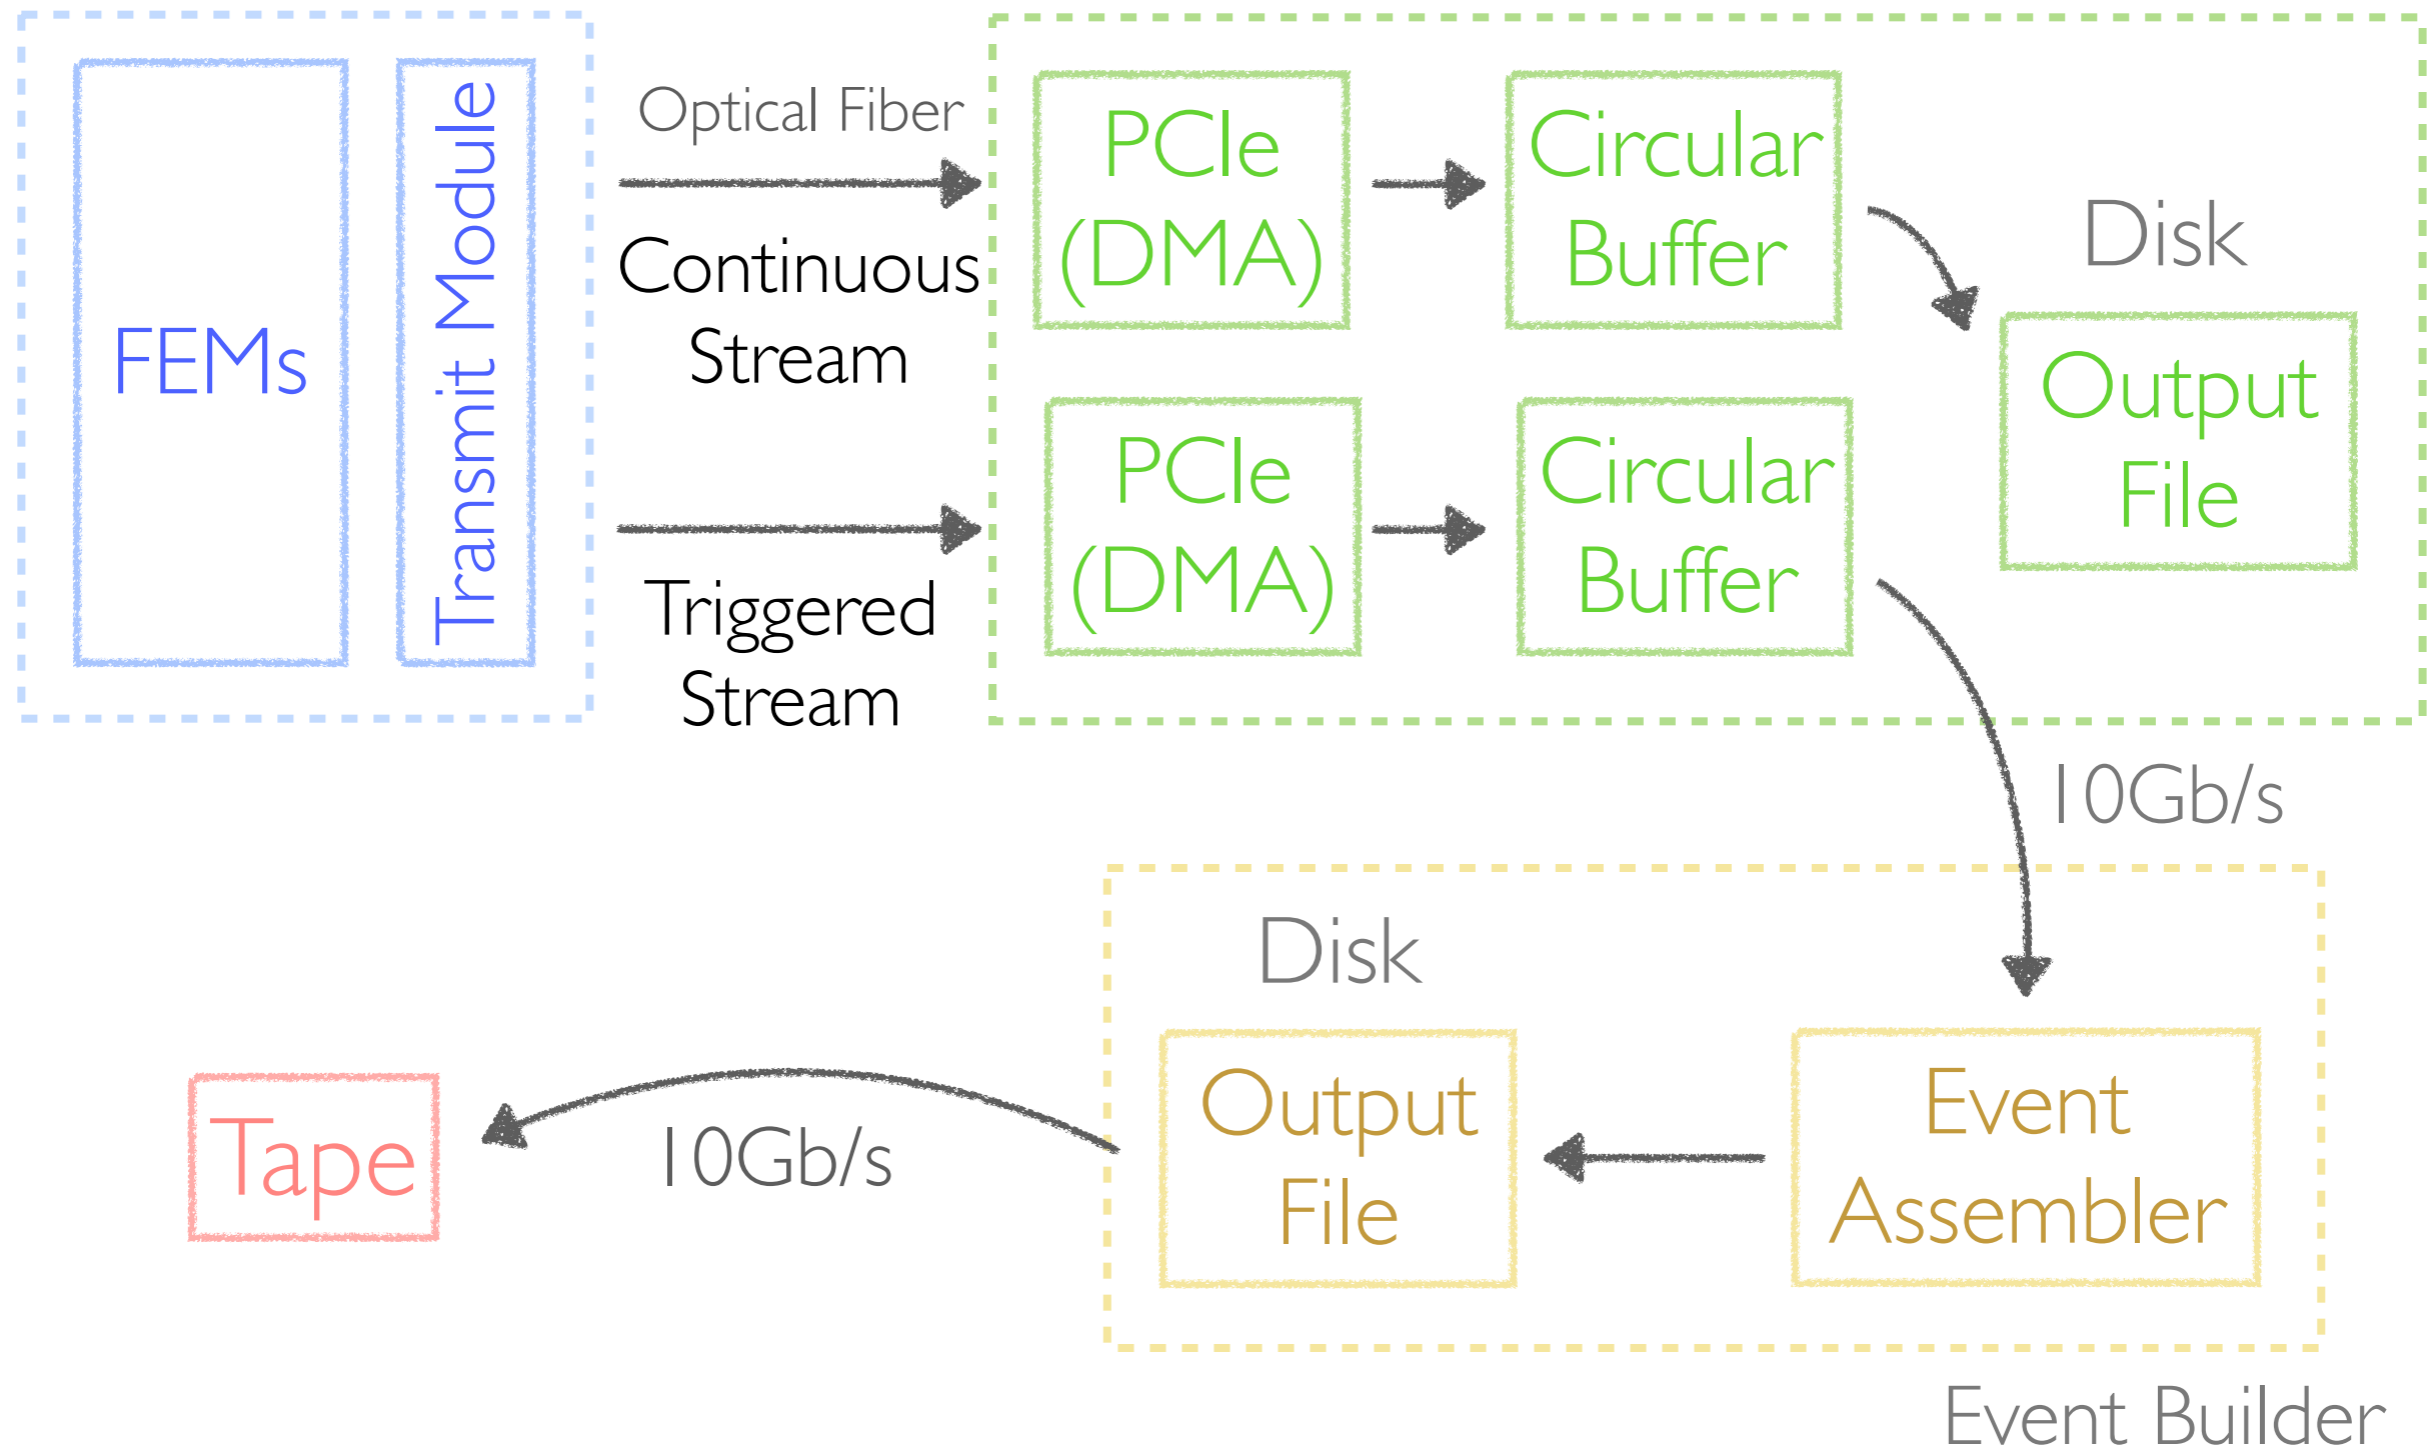 FEMs
Transmit Module
Optical Fiber
Continuous
Stream
Triggered
Stream
PCIe
(DMA)
Circular
Buffer
Disk
Output
File
PCIe
(DMA)
Circular
Buffer
10Gb/s
Disk
Event
Assembler
Output
File
10Gb/s
Tape
Event Builder